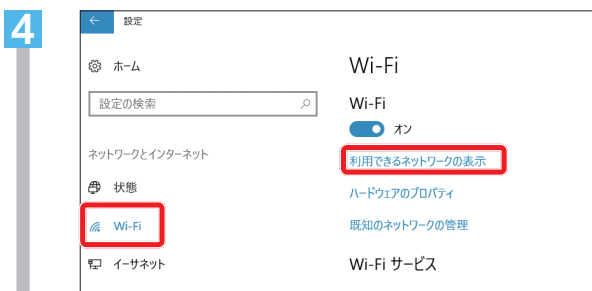 4
設定
ホーム
設定の検索
ネットワークとインターネット
状態
Wi-Fi
イーサネット
Wi-Fi
Wi-Fi
オン
利用できるネットワークの表示
ハードウェアのプロパティ
既知のネットワークの管理
Wi-Fi サービス